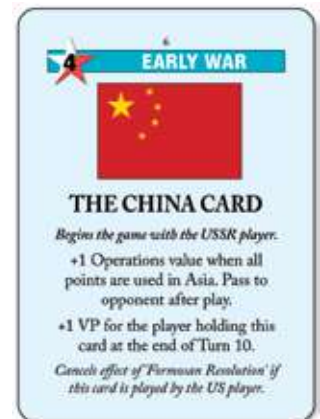 6
4 EARLY WAR
THE CHINA CARD
Begins the game with the USSR player.
+1 Operations value when all
points are used in Asia. Pass to
opponent after play.
+1 VP for the player holding this
card at the end of Turn 10.
Cancels effect of 'Formosan Resolution' if
this card is played by the US player.